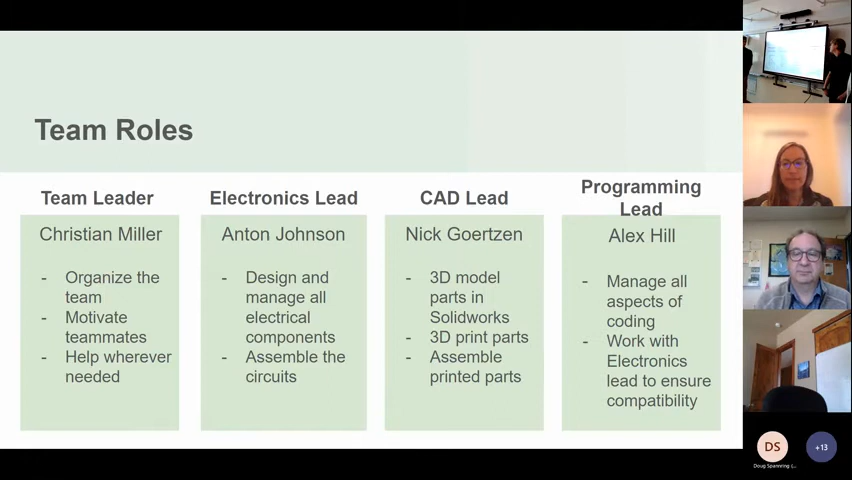 Team Roles
Team Leader
Christian Miller
- Organize the
team
- Motivate
teammates
- Help wherever
needed
Electronics Lead
Anton Johnson
- Design and
manage all
electrical
components
- Assemble the
circuits
CAD Lead
Nick Goertzen
- 3D model
parts in
Solidworks
- 3D print parts
- Assemble
printed parts
Programming
Lead
Alex Hill
- Manage all
aspects of
coding
- Work with
Electronics
lead to ensure
compatibility
DS
+13